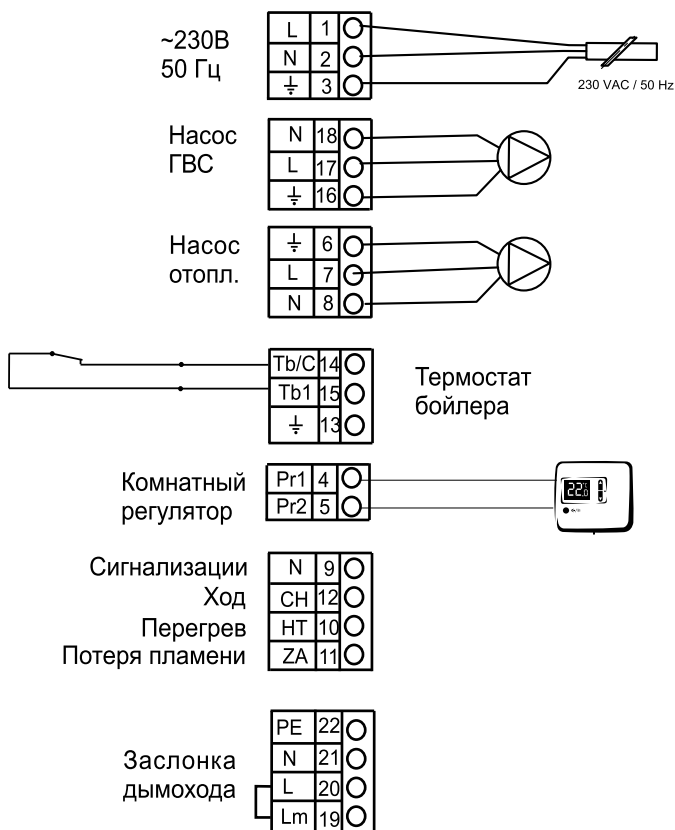 ~230В
50 Гц
L 1
N 2
⏚ 3
230 VAC / 50 Hz
Насос
ГВС
N 18
L 17
⏚ 16
Насос
отопл.
⏚ 6
L 7
N 8
Tb/C 14
Tb1 15
⏚ 13
Термостат
бойлера
Комнатный
регулятор
Pr1 4
Pr2 5
Сигнализации N 9
Ход CH 12
Перегрев HT 10
Потеря пламени ZA 11
Заслонка
дымохода
PE 22
N 21
L 20
Lm 19